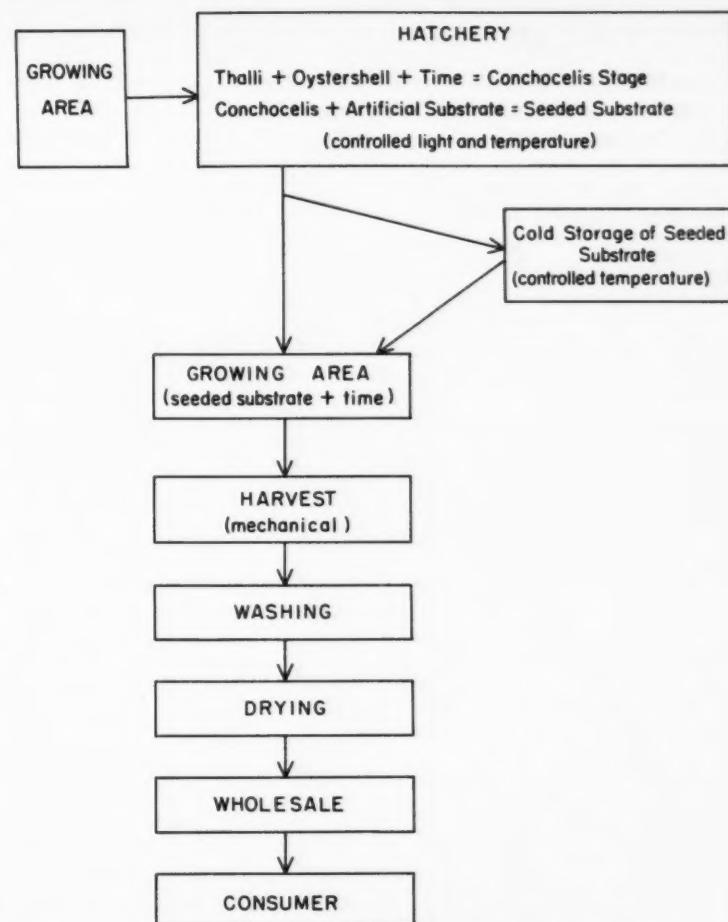 GROWING
AREA
HATCHERY
Thalli + Oystershell + Time = Conchocelis Stage
Conchocelis + Artificial Substrate = Seeded Substrate
(controlled light and temperature)
Cold Storage of Seeded
Substrate
(controlled temperature)
GROWING AREA
(seeded substrate + time)
HARVEST
(mechanical)
WASHING
DRYING
WHOLESALE
CONSUMER